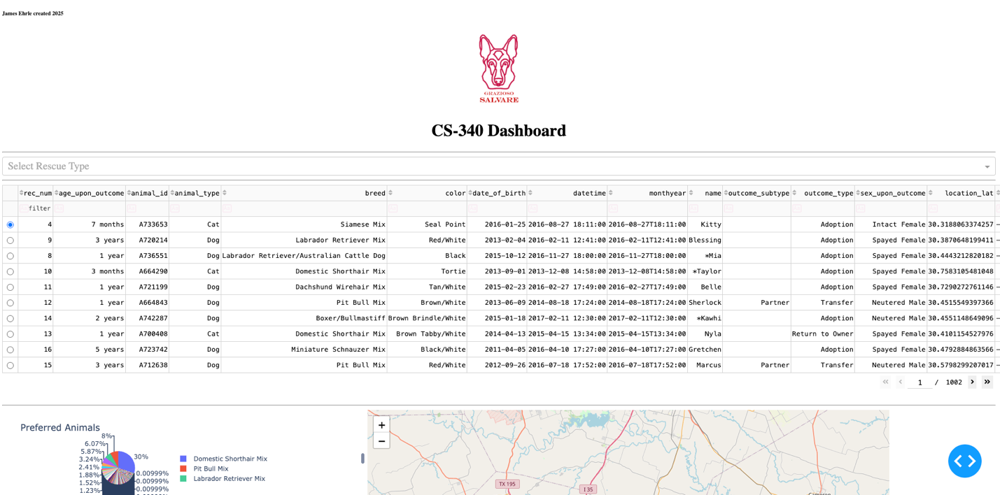 James Ehrle created 2025
GRAZIOSO
SALVARE
CS-340 Dashboard
Select Rescue Type
rec_num age_upon_outcome animal_id animal_type breed color date_of_birth datetime monthyear name outcome_subtype outcome_type sex_upon_outcome location_lat
filter
4 7 months A733653 Cat Siamese Mix Seal Point 2016-01-25 2016-08-27 18:11:00 2016-08-27T18:11:00 Kitty Adoption Intact Female 30.3188063374257
9 3 years A720214 Dog Labrador Retriever Mix Red/White 2013-02-04 2016-02-11 12:41:00 2016-02-11T12:41:00 Blessing Adoption Spayed Female 30.3870648199411
8 1 year A736551 Dog Labrador Retriever/Australian Cattle Dog Black 2015-10-12 2016-11-27 18:00:00 2016-11-27T18:00:00 *Mia Adoption Spayed Female 30.4443212820182
10 3 months A664290 Cat Domestic Shorthair Mix Tortie 2013-09-01 2013-12-08 14:58:00 2013-12-08T14:58:00 *Taylor Adoption Spayed Female 30.7583105481048
11 1 year A721199 Dog Dachshund Wirehair Mix Tan/White 2015-02-23 2016-02-27 17:49:00 2016-02-27T17:49:00 Belle Adoption Spayed Female 30.7290272761146
12 1 year A664843 Dog Pit Bull Mix Brown/White 2013-06-09 2014-08-18 17:24:00 2014-08-18T17:24:00 Sherlock Partner Transfer Neutered Male 30.4515549397366
14 2 years A742287 Dog Boxer/Bullmastiff Brown Brindle/White 2015-01-18 2017-02-11 12:30:00 2017-02-11T12:30:00 *Kawhi Adoption Neutered Male 30.4551148649096
13 1 year A700408 Cat Domestic Shorthair Mix Brown Tabby/White 2014-04-13 2015-04-15 13:34:00 2015-04-15T13:34:00 Nyla Return to Owner Spayed Female 30.4101154527976
16 5 years A723742 Dog Miniature Schnauzer Mix Black/White 2011-04-05 2016-04-10 17:27:00 2016-04-10T17:27:00 Gretchen Adoption Spayed Female 30.4792884863566
15 3 years A712638 Dog Pit Bull Mix Red/White 2012-09-26 2016-07-18 17:52:00 2016-07-18T17:52:00 Marcus Partner Transfer Neutered Male 30.5798299207017
1 / 1002
Preferred Animals
8%
6.07%
5.87%
3.24%
2.41%
1.88%
1.52%
1.23%
30%
0.00999%
0.00999%
0.00999%
Domestic Shorthair Mix
Pit Bull Mix
Labrador Retriever Mix
+
−
TX 195
I 35